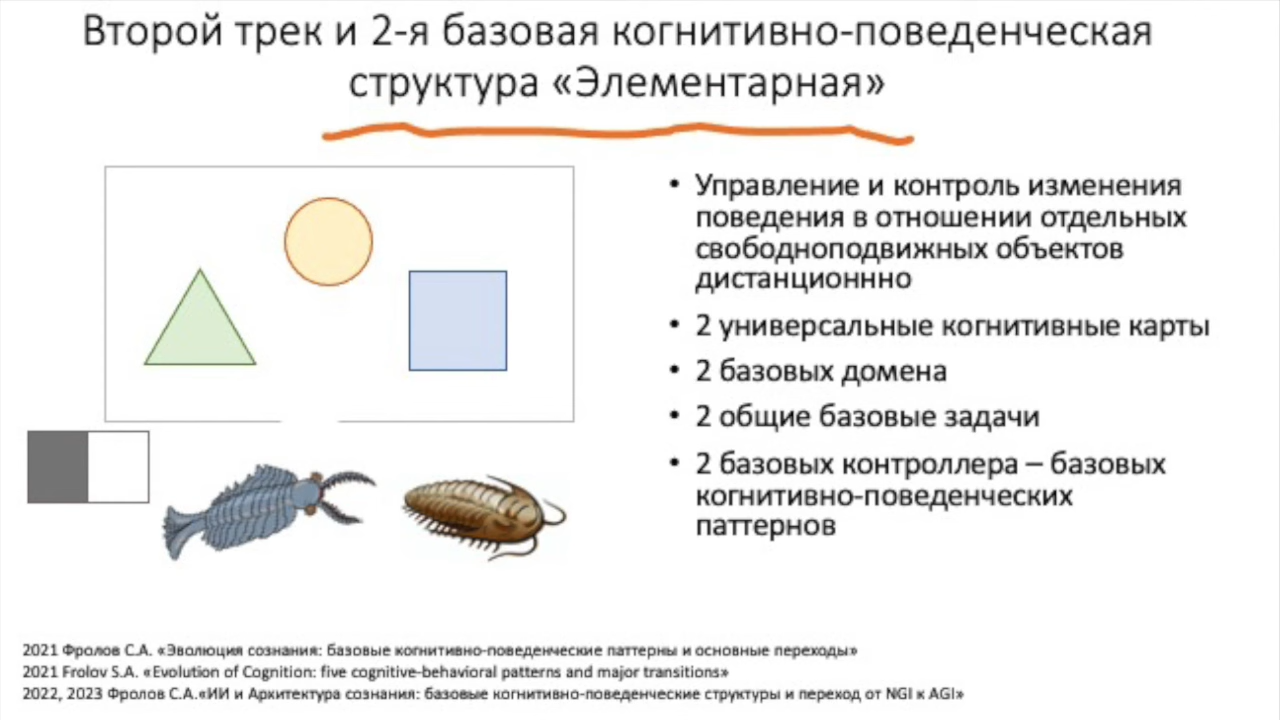 Второй трек и 2-я базовая когнитивно-поведенческая
структура «Элементарная»
• Управление и контроль изменения
поведения в отношении отдельных
свободноподвижных объектов
дистанционнно
• 2 универсальные когнитивные карты
• 2 базовых домена
• 2 общие базовые задачи
• 2 базовых контроллера – базовых
когнитивно-поведенческих
паттернов
2021 Фролов С.А. «Эволюция сознания: базовые когнитивно-поведенческие паттерны и основные переходы»
2021 Frolov S.A. «Evolution of Cognition: five cognitive-behavioral patterns and major transitions»
2022, 2023 Фролов С.А.«ИИ и Архитектура сознания: базовые когнитивно-поведенческие структуры и переход от NGI к AGI»